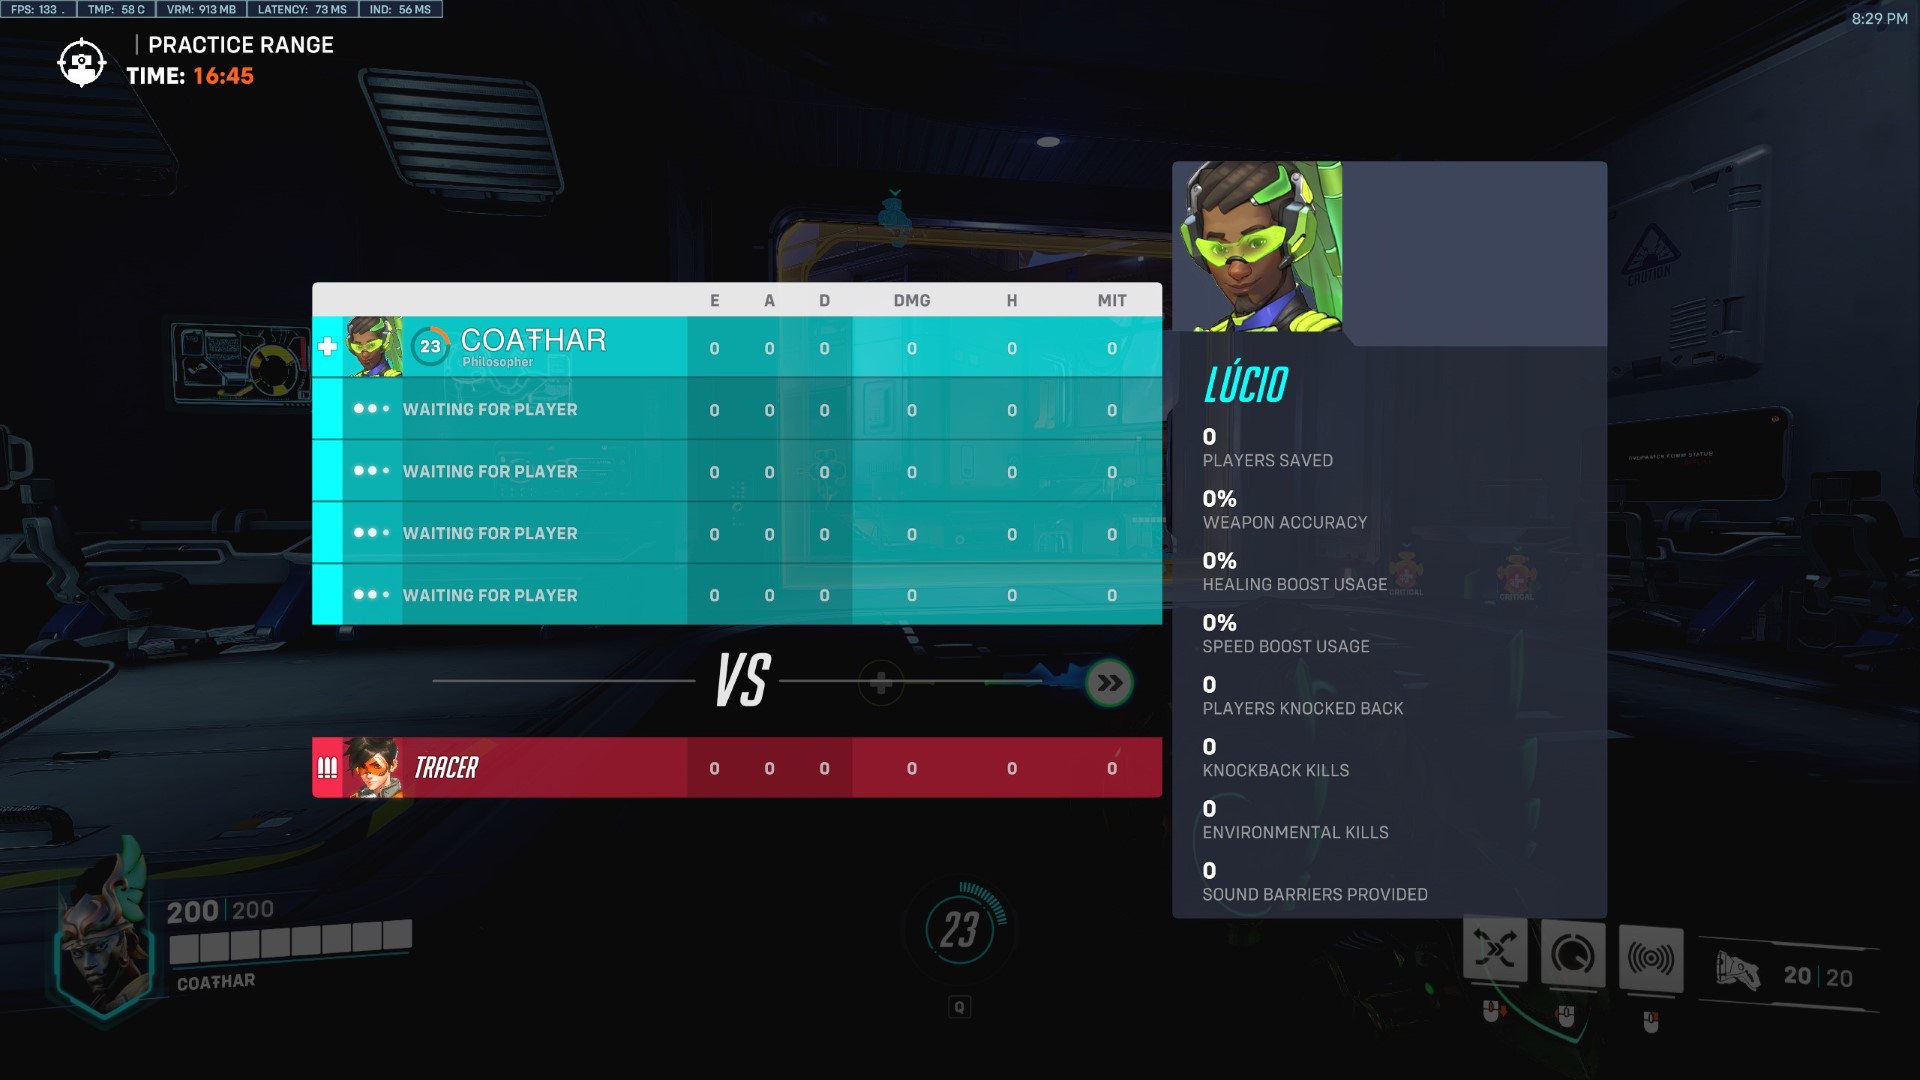 FPS: 133 . TMP: 58 C VRM: 913 MB LATENCY: 73 MS IND: 56 MS
8:29 PM
| PRACTICE RANGE
TIME: 16:45
E A D DMG H MIT
23 COAŦHAR 0 0 0 0 0 0
Philosopher
WAITING FOR PLAYER 0 0 0 0 0 0
WAITING FOR PLAYER 0 0 0 0 0 0
WAITING FOR PLAYER 0 0 0 0 0 0
WAITING FOR PLAYER 0 0 0 0 0 0
VS
TRACER 0 0 0 0 0 0
LÚCIO
0
PLAYERS SAVED
0%
WEAPON ACCURACY
0%
HEALING BOOST USAGE
0%
SPEED BOOST USAGE
0
PLAYERS KNOCKED BACK
0
KNOCKBACK KILLS
0
ENVIRONMENTAL KILLS
0
SOUND BARRIERS PROVIDED
CAUTION
CRITICAL
CRITICAL
200 | 200
COAŦHAR
23
Q
20 | 20